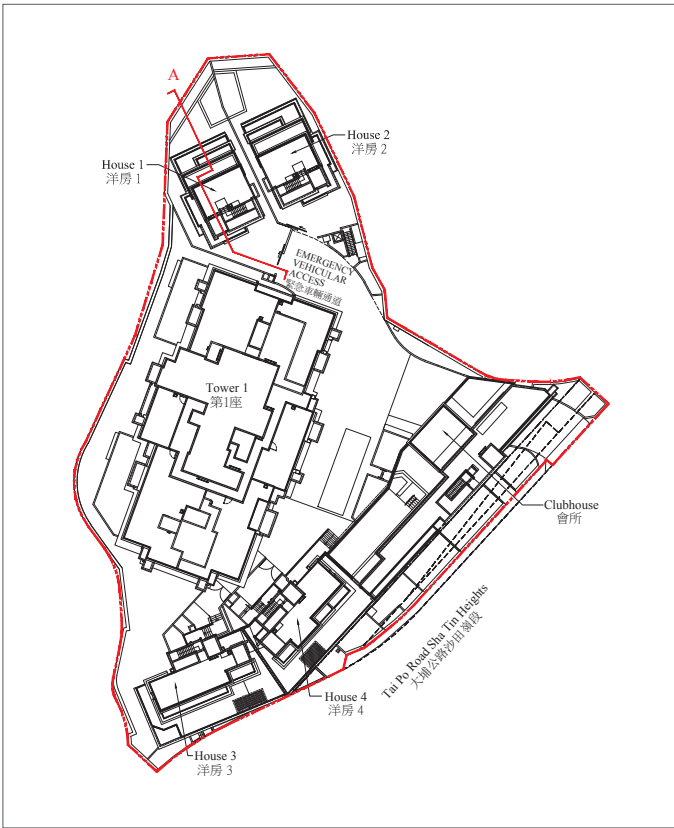 A
House 2
洋房 2
House 1
洋房 1
EMERGENCY
VEHICULAR
ACCESS
緊急車輛通道
Tower 1
第1座
Clubhouse
會所
Tai Po Road Sha Tin Heights
大埔公路沙田嶺段
House 4
洋房 4
House 3
洋房 3